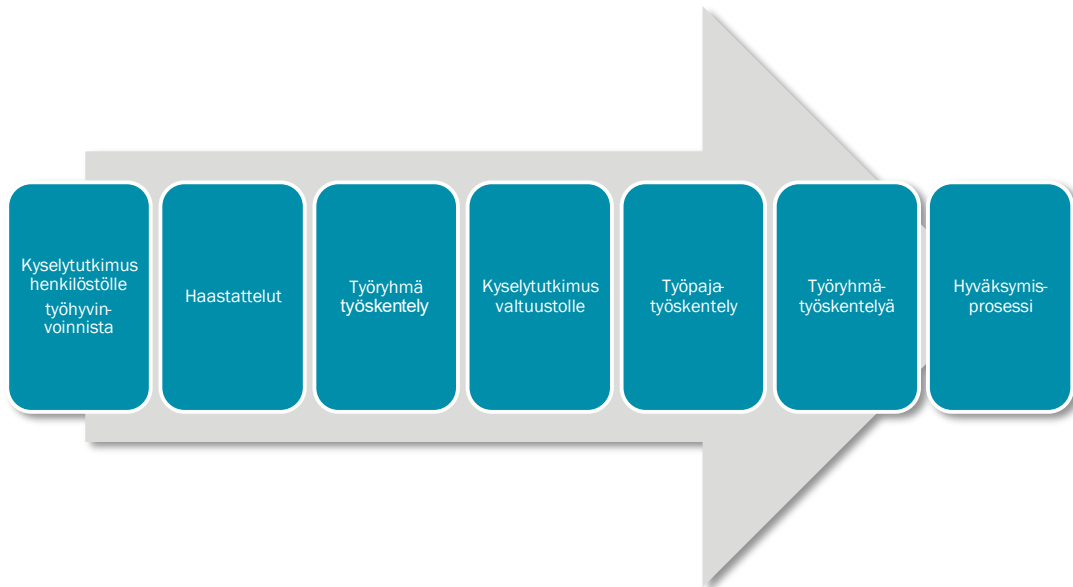 Kyselytutkimus
henkilöstölle
työhyvin-
voinnista
Haastattelut
Työryhmä
työskentely
Kyselytutkimus
valtuustolle
Työpaja-
työskentely
Työryhmä-
työskentelyä
Hyväksymis-
prosessi